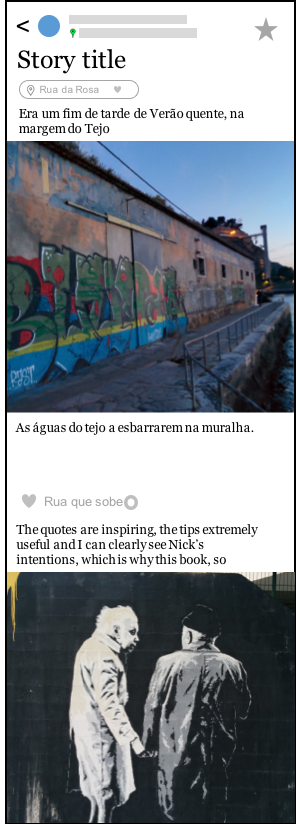 <
Story title
Rua da Rosa
Era um fim de tarde de Verão quente, na
margem do Tejo
As águas do tejo a esbarrarem na muralha.
Rua que sobe
The quotes are inspiring, the tips extremely
useful and I can clearly see Nick's
intentions, which is why this book, so